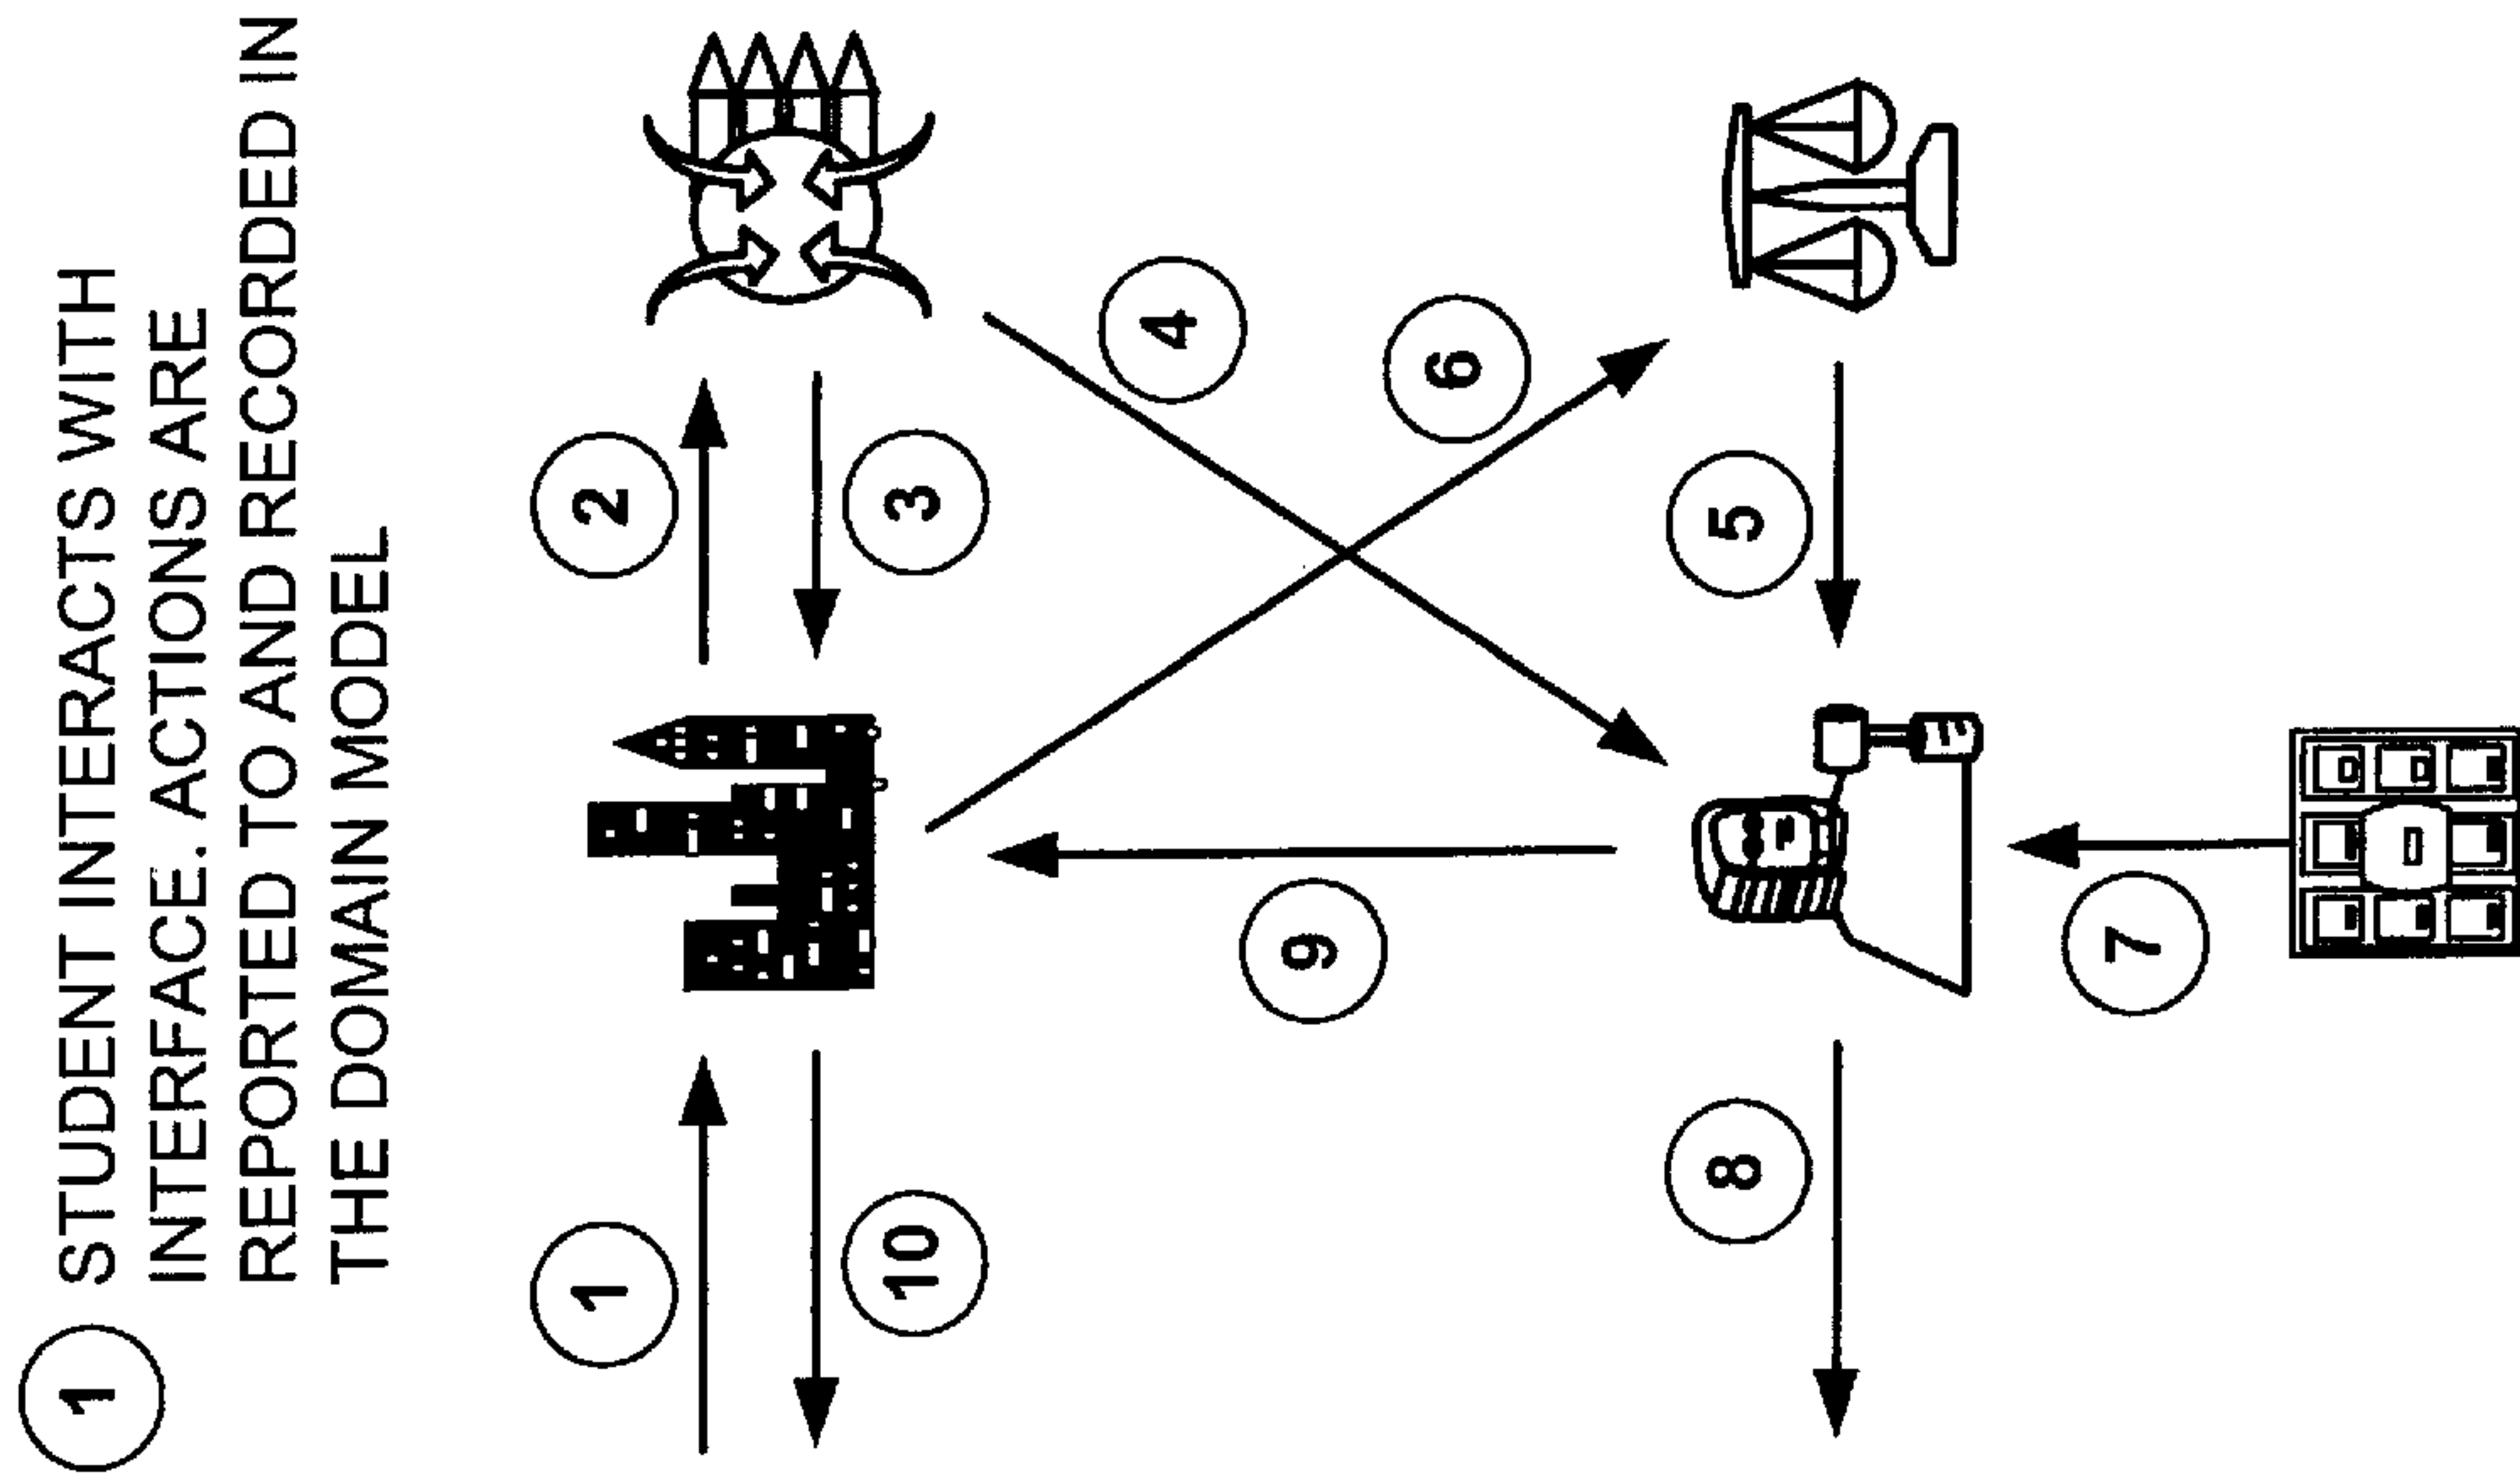 1 STUDENT INTERACTS WITH
INTERFACE. ACTIONS ARE
REPORTED TO AND RECORDED IN
THE DOMAIN MODEL
1
2
10
3
4
9
6
8
5
7